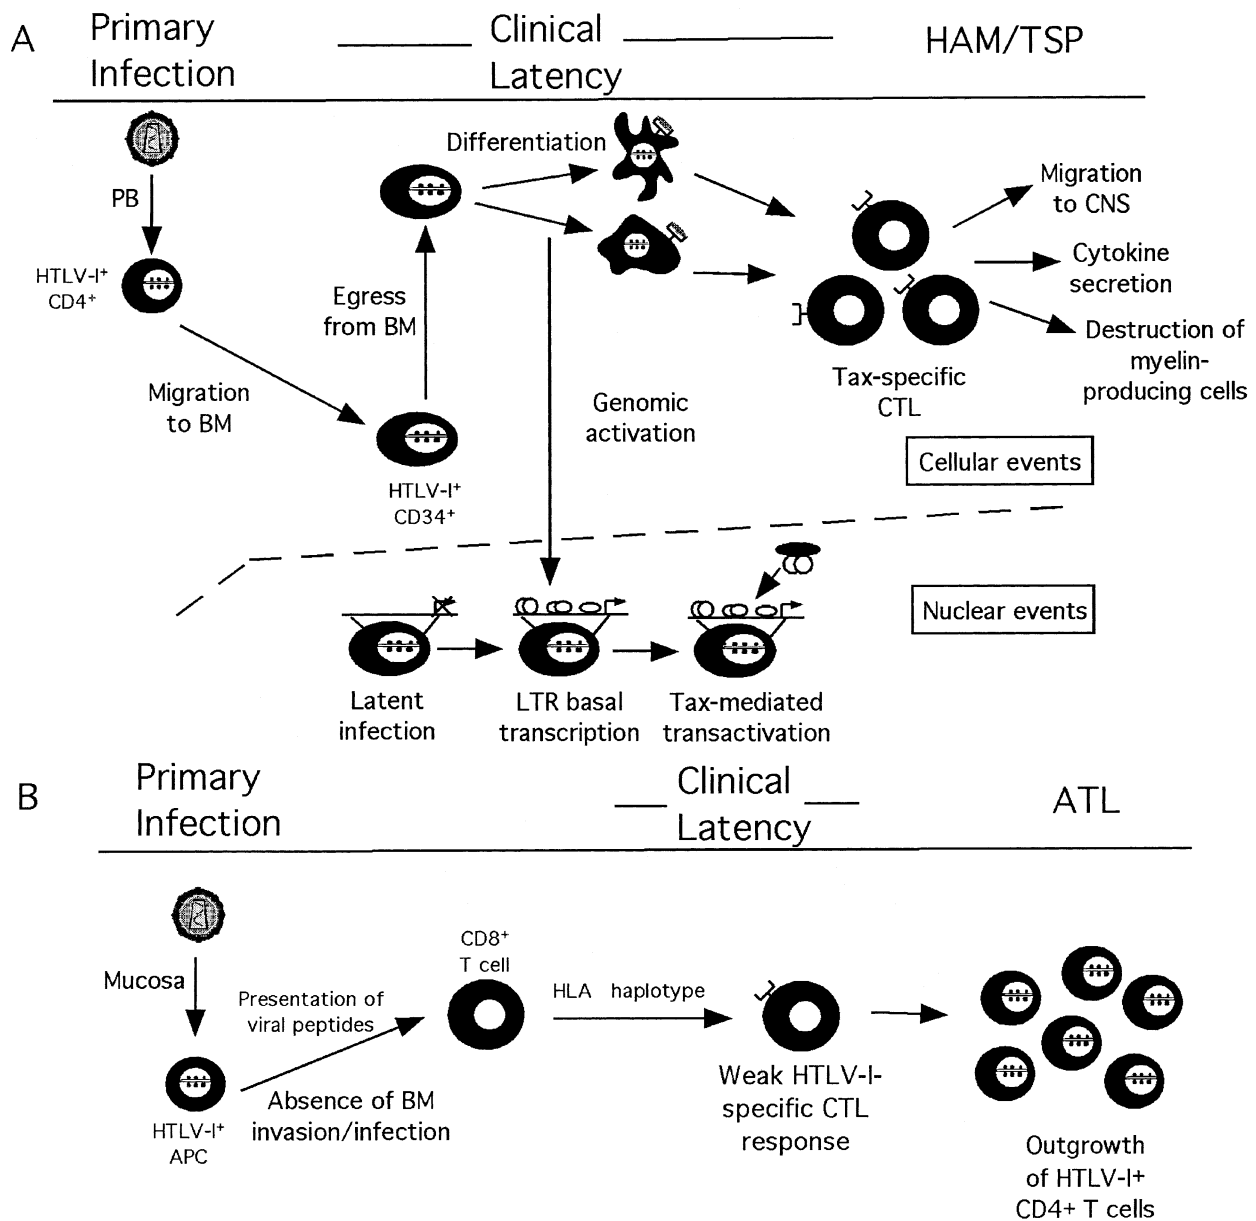 A
Primary
Infection
Clinical
Latency
HAM/TSP
PB
HTLV-I+
CD4+
Migration
to BM
Egress
from BM
HTLV-I+
CD34+
Differentiation
Genomic
activation
Tax-specific
CTL
Migration
to CNS
Cytokine
secretion
Destruction of
myelin-
producing cells
Cellular events
Nuclear events
Latent
infection
LTR basal
transcription
Tax-mediated
transactivation
B
Primary
Infection
Clinical
Latency
ATL
Mucosa
HTLV-I+
APC
Presentation of
viral peptides
Absence of BM
invasion/infection
CD8+
T cell
HLA haplotype
Weak HTLV-I-
specific CTL
response
Outgrowth
of HTLV-I+
CD4+ T cells